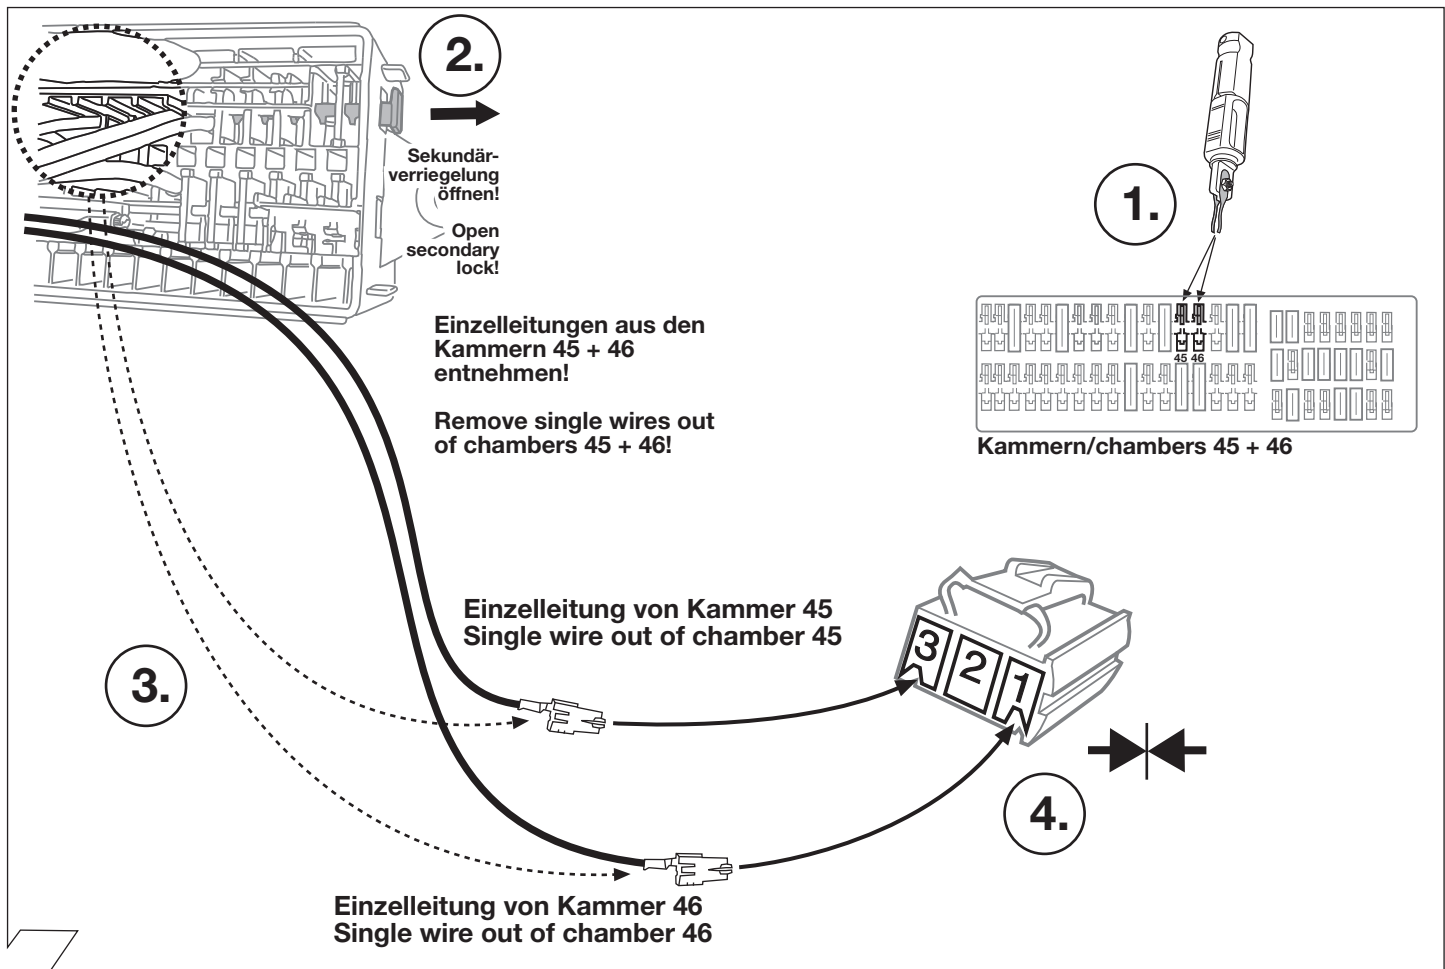 2.
Sekundär-
verriegelung
öffnen!
Open
secondary
lock!
1.
45 46
Kammern/chambers 45 + 46
Einzelleitungen aus den
Kammern 45 + 46
entnehmen!
Remove single wires out
of chambers 45 + 46!
Einzelleitung von Kammer 45
Single wire out of chamber 45
3 2 1
3.
4.
Einzelleitung von Kammer 46
Single wire out of chamber 46